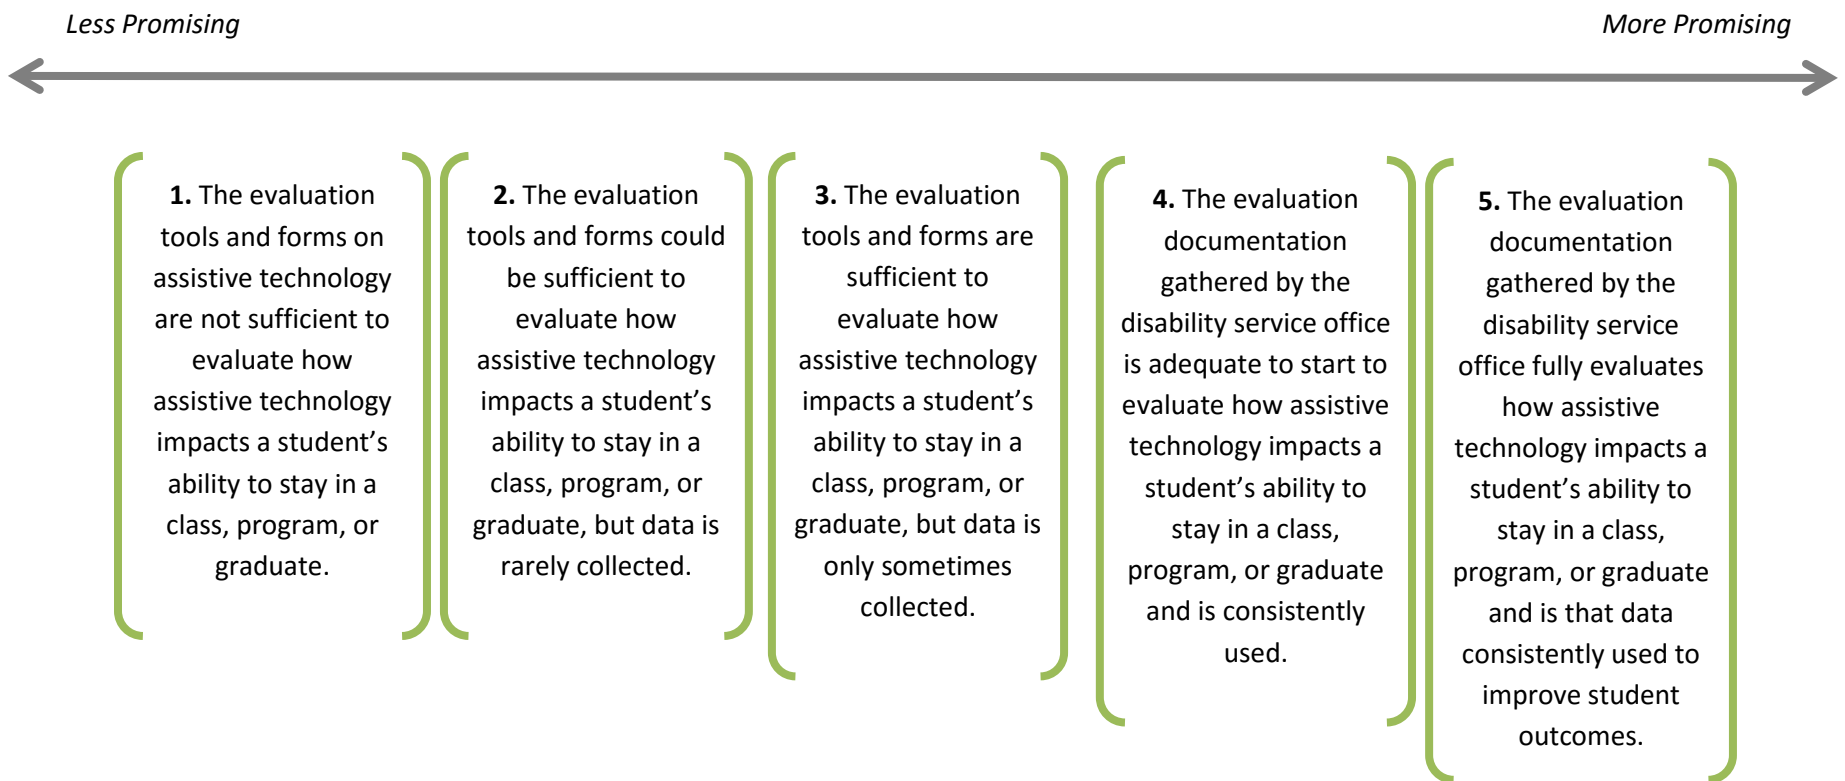 Less Promising
More Promising
1. The evaluation
tools and forms on
assistive technology
are not sufficient to
evaluate how
assistive technology
impacts a student’s
ability to stay in a
class, program, or
graduate.
2. The evaluation
tools and forms could
be sufficient to
evaluate how
assistive technology
impacts a student’s
ability to stay in a
class, program, or
graduate, but data is
rarely collected.
3. The evaluation
tools and forms are
sufficient to
evaluate how
assistive technology
impacts a student’s
ability to stay in a
class, program, or
graduate, but data is
only sometimes
collected.
4. The evaluation
documentation
gathered by the
disability service office
is adequate to start to
evaluate how assistive
technology impacts a
student’s ability to
stay in a class,
program, or graduate
and is consistently
used.
5. The evaluation
documentation
gathered by the
disability service
office fully evaluates
how assistive
technology impacts a
student’s ability to
stay in a class,
program, or graduate
and is that data
consistently used to
improve student
outcomes.